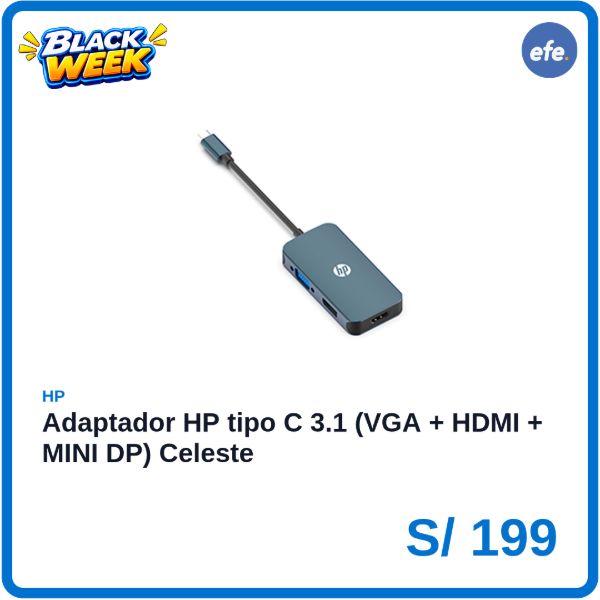 BLACK
WEEK
efe.
hp
HP
Adaptador HP tipo C 3.1 (VGA + HDMI +
MINI DP) Celeste
S/ 199